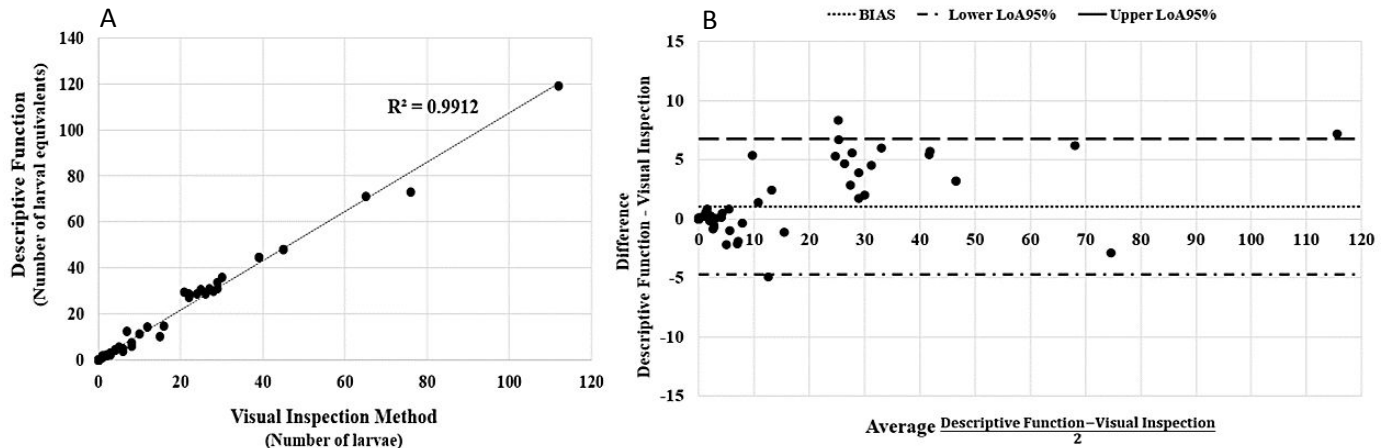 A
140
120
100
80
60
40
20
0
Descriptive Function
(Number of larval equivalents)
R² = 0.9912
0 20 40 60 80 100 120
Visual Inspection Method
(Number of larvae)
B
BIAS Lower LoA95% Upper LoA95%
15
10
5
0
-5
-10
-15
Difference
Descriptive Function - Visual Inspection
0 10 20 30 40 50 60 70 80 90 100 110 120
Average Descriptive Function−Visual Inspection
2